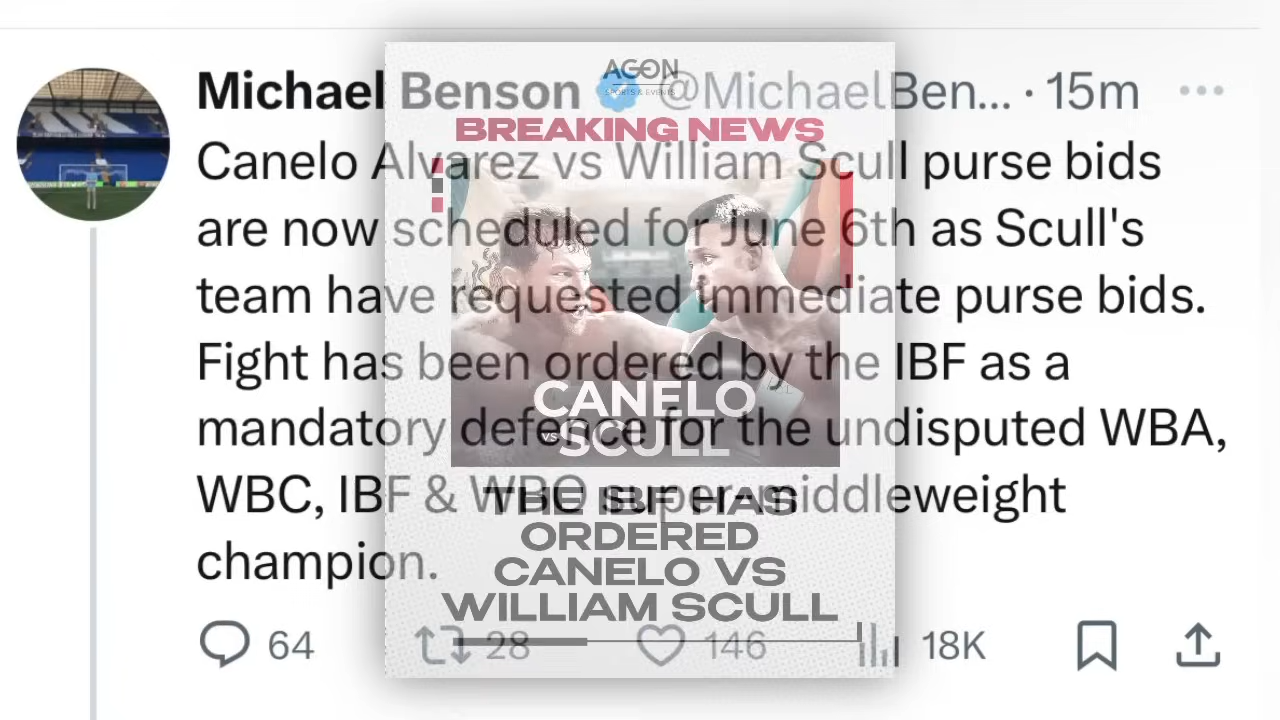 Michael Benson @MichaelBen... · 15m
Canelo Alvarez vs William Scull purse bids
are now scheduled for June 6th as Scull's
team have requested immediate purse bids.
Fight has been ordered by the IBF as a
mandatory defence for the undisputed WBA,
WBC, IBF & WBO super-middleweight
champion.
64 28 146 18K
AGON
SPORTS & EVENTS
BREAKING NEWS
CANELO
VS SCULL
THE IBF HAS
ORDERED
CANELO VS
WILLIAM SCULL